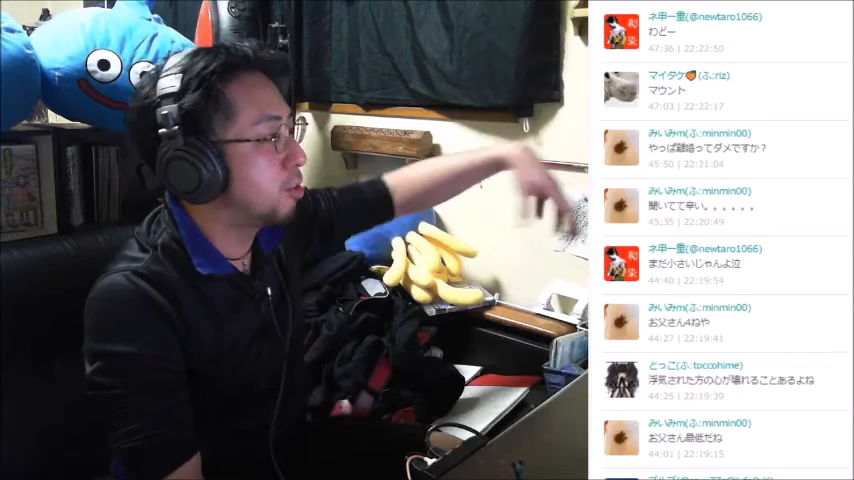 ネ申一重(@newtaro1066)
わどー
47:36 | 22:22:50
マイタケ🍑(ふ:riz)
マウント
47:03 | 22:22:17
みいみm(ふ:minmin00)
やっぱ離婚ってダメですか？
45:50 | 22:21:04
みいみm(ふ:minmin00)
聞いてて辛い。。。。。。
45:35 | 22:20:49
ネ申一重(@newtaro1066)
まだ小さいじゃんよ泣
44:40 | 22:19:54
みいみm(ふ:minmin00)
お父さん4ねや
44:27 | 22:19:41
とっこ(ふ:toccohime)
浮気された方の心が壊れることあるよね
44:25 | 22:19:39
みいみm(ふ:minmin00)
お父さん最低だね
44:01 | 22:19:15